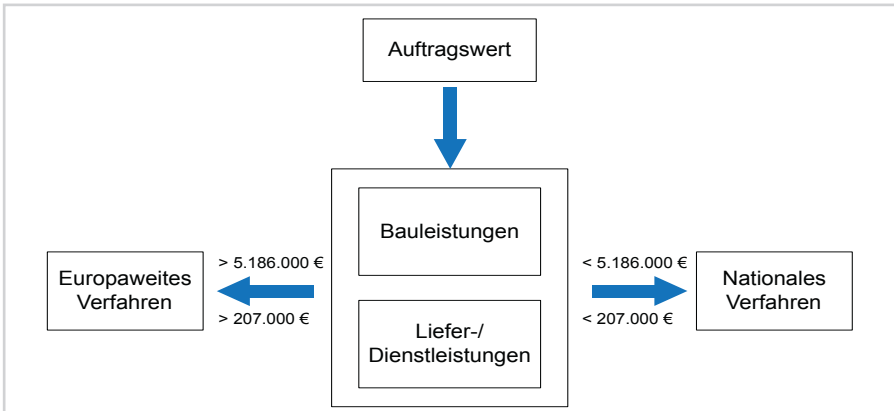 Auftragswert
Bauleistungen
> 5.186.000 €
< 5.186.000 €
Europaweites
Verfahren
Nationales
Verfahren
> 207.000 €
< 207.000 €
Liefer-/
Dienstleistungen